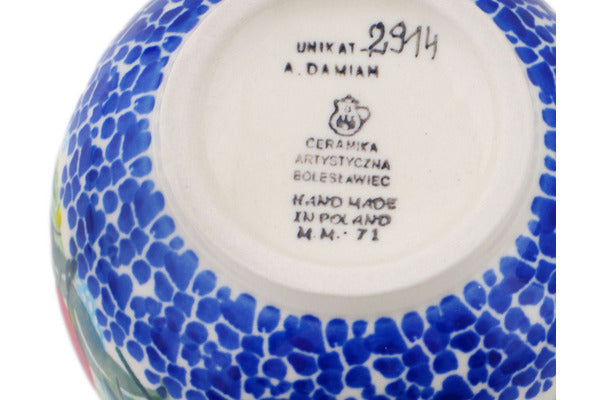 UNIKAT-2914
A. DAMIAN
CERAMIKA
ARTYSTYCZNA
BOLESŁAWIEC
HAND MADE
IN POLAND
M.M.- 71